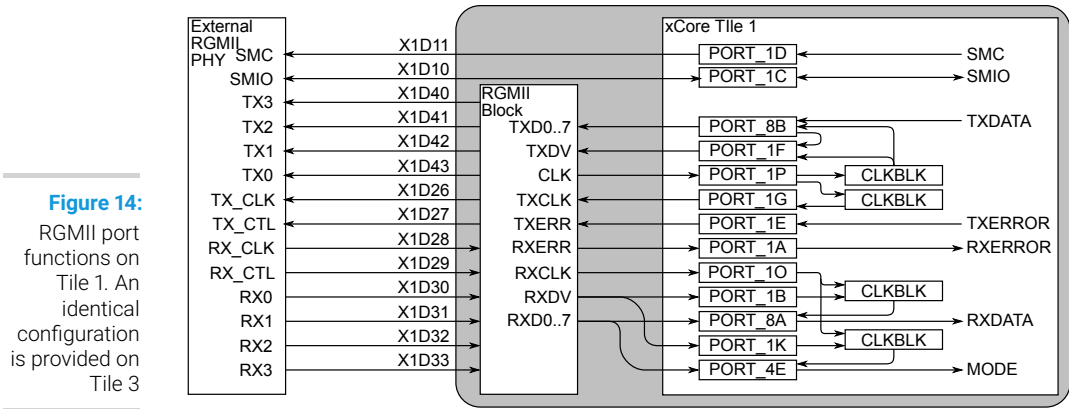 Figure 14:
RGMII port
functions on
Tile 1. An
identical
configuration
is provided on
Tile 3
External
RGMII
PHY
SMC
SMIO
TX3
TX2
TX1
TX0
TX_CLK
TX_CTL
RX_CLK
RX_CTL
RX0
RX1
RX2
RX3
X1D11
X1D10
X1D40
X1D41
X1D42
X1D43
X1D26
X1D27
X1D28
X1D29
X1D30
X1D31
X1D32
X1D33
RGMII
Block
TXD0..7
TXDV
CLK
TXCLK
TXERR
RXERR
RXCLK
RXDV
RXD0..7
xCore TIle 1
PORT_1D
PORT_1C
PORT_8B
PORT_1F
PORT_1P
PORT_1G
PORT_1E
PORT_1A
PORT_1O
PORT_1B
PORT_8A
PORT_1K
PORT_4E
CLKBLK
CLKBLK
CLKBLK
CLKBLK
SMC
SMIO
TXDATA
TXERROR
RXERROR
RXDATA
MODE